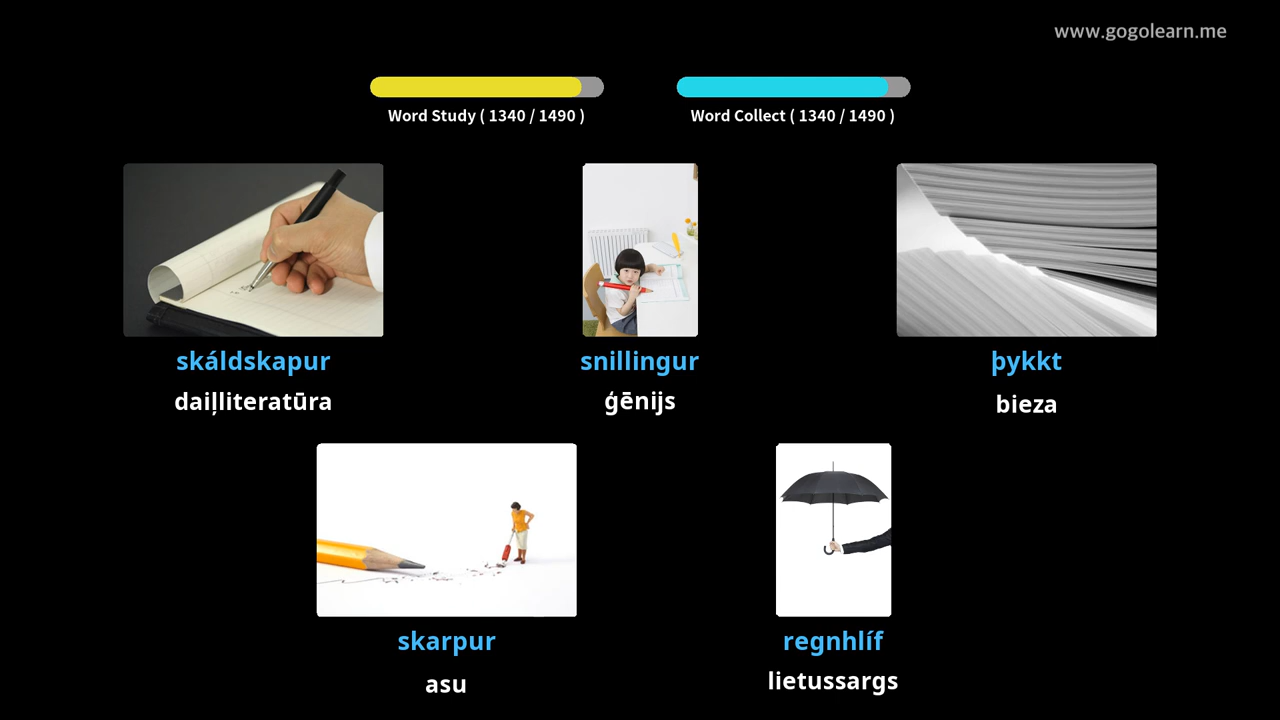 www.gogolearn.me
Word Study ( 1340 / 1490 )
Word Collect ( 1340 / 1490 )
skáldskapur
snillingur
þykkt
daiļliteratūra
ģēnijs
bieza
skarpur
regnhlíf
asu
lietussargs